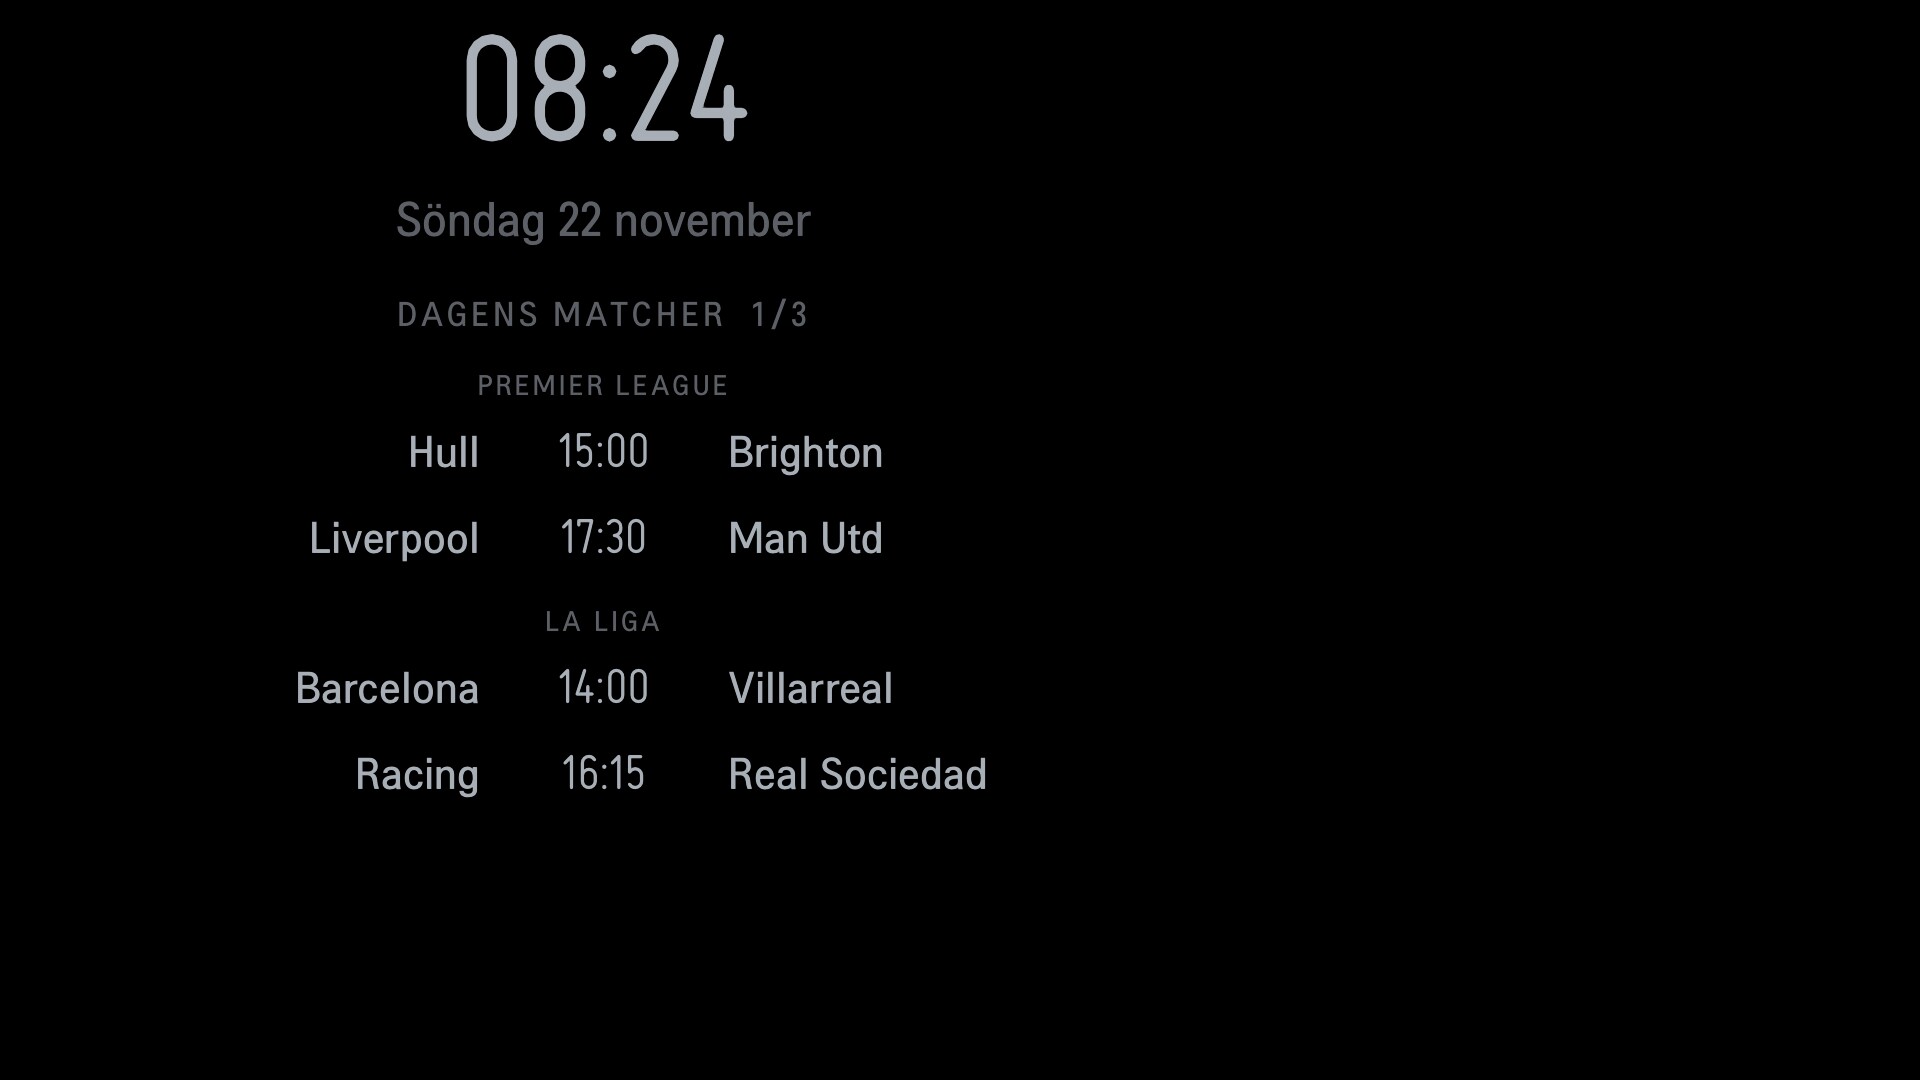 08:24
Söndag 22 november
DAGENS MATCHER 1/3
PREMIER LEAGUE
Hull 15:00 Brighton
Liverpool 17:30 Man Utd
LA LIGA
Barcelona 14:00 Villarreal
Racing 16:15 Real Sociedad